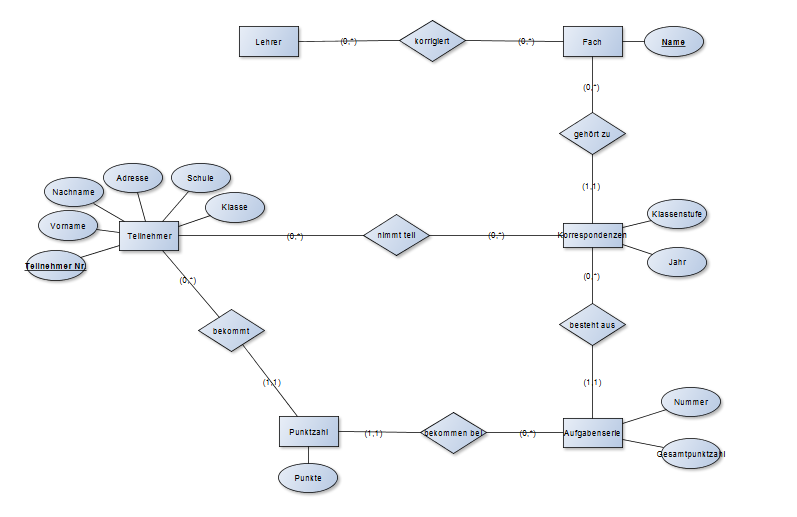 Lehrer
(0,*)
korrigiert
(0,*)
Fach
Name
(0,*)
gehört zu
(1,1)
Adresse
Schule
Nachname
Klasse
Vorname
Teilnehmer
Teilnehmer Nr.
(0,*)
nimmt teil
(0,*)
Korrespondenzen
Klassenstufe
Jahr
(0,*)
(0,*)
bekommt
besteht aus
(1,1)
(1,1)
Nummer
Punktzahl
(1,1)
bekommen bei
(0,*)
Aufgabenserie
Gesamtpunktzahl
Punkte